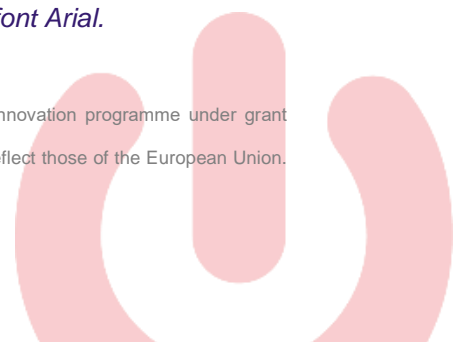 font Arial.
nnovation programme under grant
eflect those of the European Union.